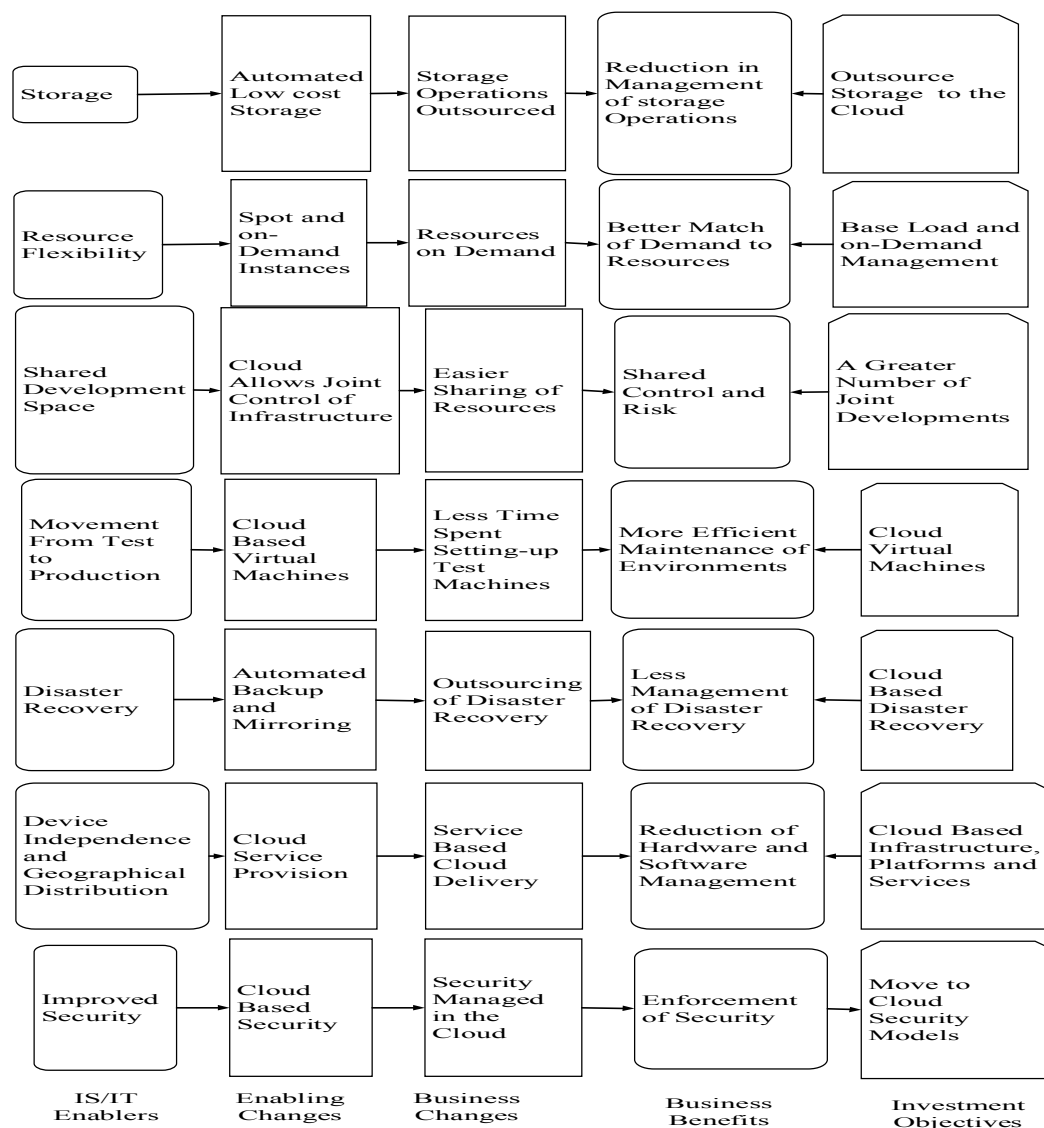 Storage
Automated
Low cost
Storage
Storage
Operations
Outsourced
Reduction in
Management
of storage
Operations
Outsource
Storage to the
Cloud
Resource
Flexibility
Spot and
on-
Demand
Instances
Resources
on Demand
Better Match
of Demand to
Resources
Base Load and
on-Demand
Management
Shared
Development
Space
Cloud
Allows Joint
Control of
Infrastructure
Easier
Sharing of
Resources
Shared
Control and
Risk
A Greater
Number of
Joint
Developments
Movement
From Test
to
Production
Cloud
Based
Virtual
Machines
Less Time
Spent
Setting-up
Test
Machines
More Efficient
Maintenance of
Environments
Cloud
Virtual
Machines
Disaster
Recovery
Automated
Backup
and
Mirroring
Outsourcing
of Disaster
Recovery
Less
Management
of Disaster
Recovery
Cloud
Based
Disaster
Recovery
Device
Independence
and
Geographical
Distribution
Cloud
Service
Provision
Service
Based
Cloud
Delivery
Reduction of
Hardware and
Software
Management
Cloud Based
Infrastructure,
Platforms and
Services
Improved
Security
Cloud
Based
Security
Security
Managed
in the
Cloud
Enforcement
of Security
Move to
Cloud
Security
Models
IS/IT
Enablers
Enabling
Changes
Business
Changes
Business
Benefits
Investment
Objectives